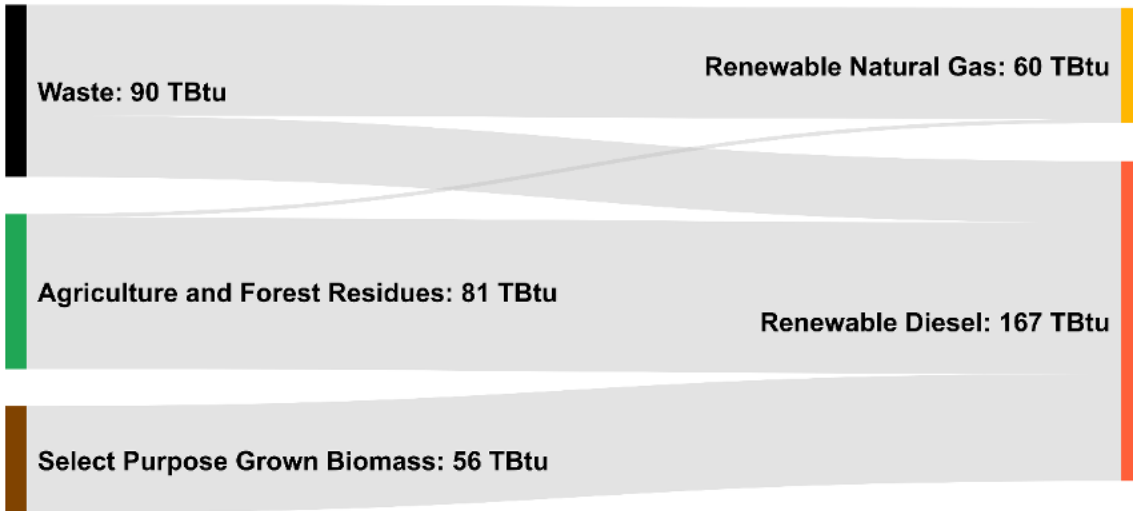 Renewable Natural Gas: 60 TBtu
Waste: 90 TBtu
Agriculture and Forest Residues: 81 TBtu
Renewable Diesel: 167 TBtu
Select Purpose Grown Biomass: 56 TBtu